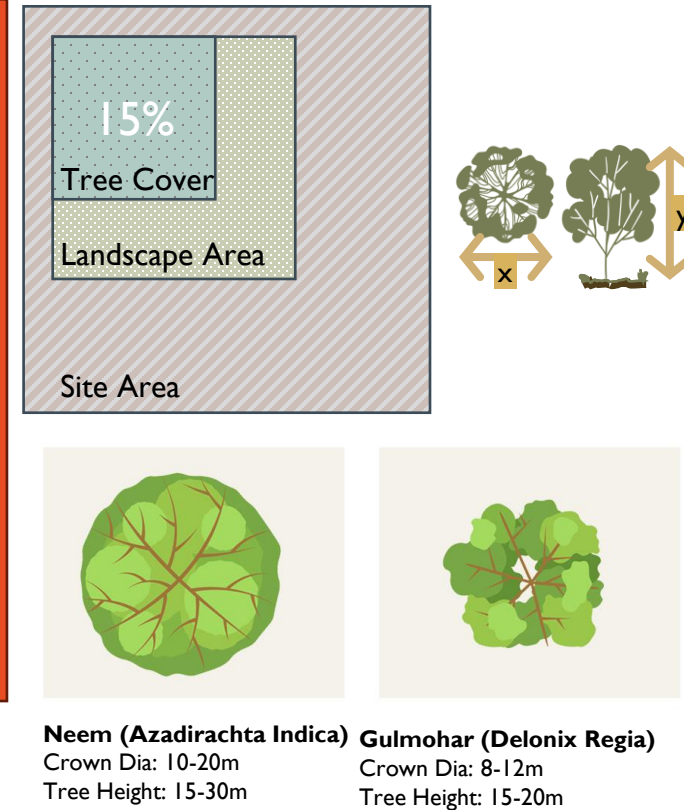 15%
Tree Cover
Landscape Area
Site Area
x
y
Neem (Azadirachta Indica)
Crown Dia: 10-20m
Tree Height: 15-30m
Gulmohar (Delonix Regia)
Crown Dia: 8-12m
Tree Height: 15-20m